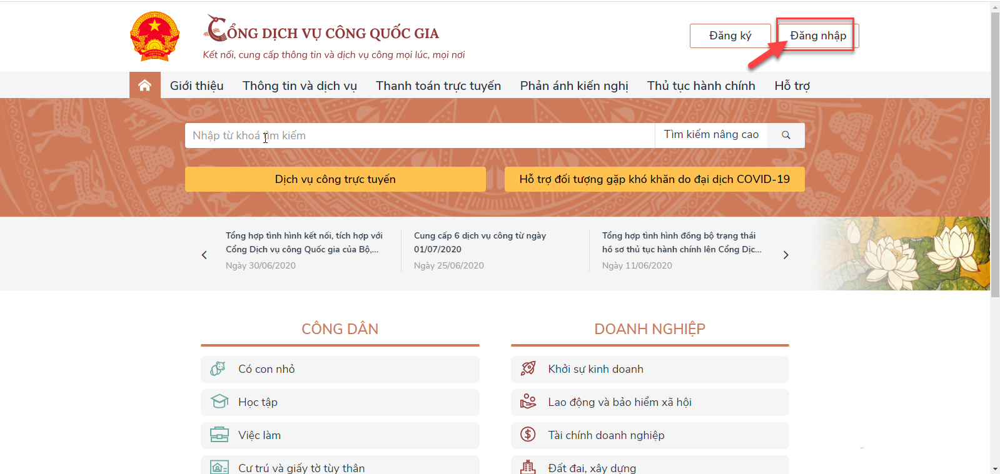 CỔNG DỊCH VỤ CÔNG QUỐC GIA
Kết nối, cung cấp thông tin và dịch vụ công mọi lúc, mọi nơi
Đăng ký
Đăng nhập
Giới thiệu
Thông tin và dịch vụ
Thanh toán trực tuyến
Phản ánh kiến nghị
Thủ tục hành chính
Hỗ trợ
Nhập từ khoá tìm kiếm
Tìm kiếm nâng cao
Dịch vụ công trực tuyến
Hỗ trợ đối tượng gặp khó khăn do đại dịch COVID-19
Tổng hợp tình hình kết nối, tích hợp với
Cổng Dịch vụ công Quốc gia của Bộ,...
Ngày 30/06/2020
Cung cấp 6 dịch vụ công từ ngày
01/07/2020
Ngày 25/06/2020
Tổng hợp tình hình đồng bộ trạng thái
hồ sơ thủ tục hành chính lên Cổng Dịc...
Ngày 11/06/2020
CÔNG DÂN
Có con nhỏ
Học tập
Việc làm
Cư trú và giấy tờ tùy thân
DOANH NGHIỆP
Khởi sự kinh doanh
Lao động và bảo hiểm xã hội
Tài chính doanh nghiệp
Đất đai, xây dựng